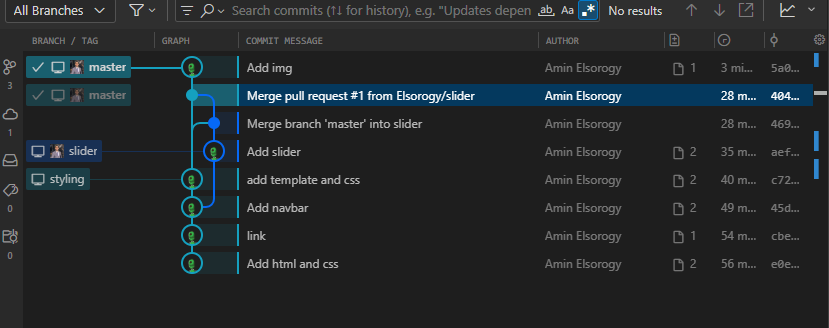 All Branches Search commits (↑↓ for history), e.g. "Updates depen ab Aa .* No results
BRANCH / TAG GRAPH COMMIT MESSAGE AUTHOR
master Add img Amin Elsorogy 1 3 mi... 5a0...
master Merge pull request #1 from Elsorogy/slider Amin Elsorogy 28 m... 404...
Merge branch 'master' into slider Amin Elsorogy 28 m... 469...
slider Add slider Amin Elsorogy 2 35 m... aef...
styling add template and css Amin Elsorogy 2 40 m... c72...
Add navbar Amin Elsorogy 2 49 m... 45d...
link Amin Elsorogy 1 54 m... cbe...
Add html and css Amin Elsorogy 2 56 m... e0e...
3
1
0
0